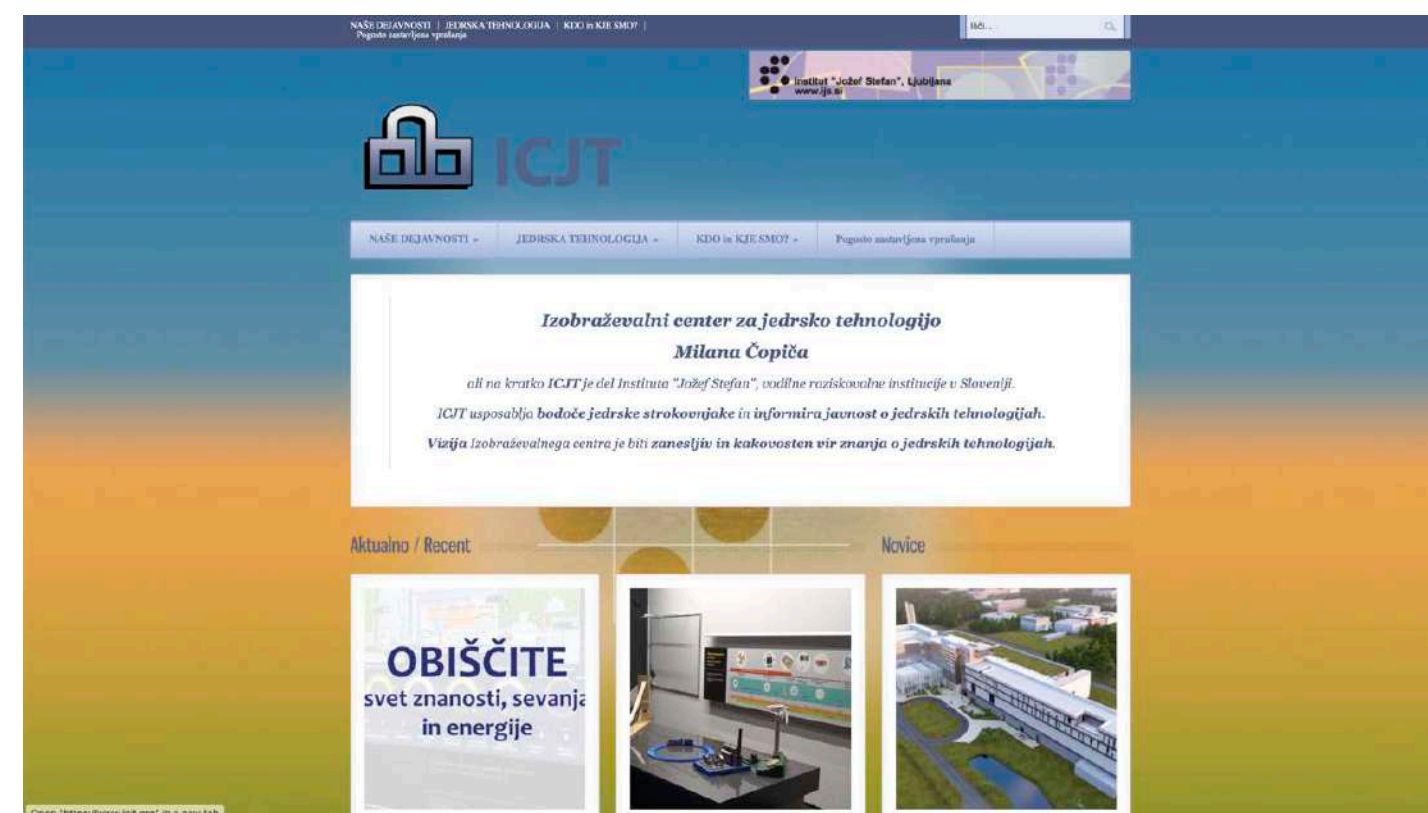 NAŠE DEJAVNOSTI | JEDRSKA TEHNOLOGIJA | KDO in KJE SMO? |
Pogosto zastavljena vprašanja
Išči...
Institut "Jožef Stefan", Ljubljana
www.ijs.si
ICJT
NAŠE DEJAVNOSTI
JEDRSKA TEHNOLOGIJA
KDO in KJE SMO?
Pogosto zastavljena vprašanja
Izobraževalni center za jedrsko tehnologijo
Milana Čopiča
ali na kratko ICJT je del Instituta "Jožef Stefan", vodilne raziskovalne institucije v Sloveniji.
ICJT usposablja bodoče jedrske strokovnjake in informira javnost o jedrskih tehnologijah.
Vizija Izobraževalnega centra je biti zanesljiv in kakovosten vir znanja o jedrskih tehnologijah.
Aktualno / Recent
Novice
OBIŠČITE
svet znanosti, sevanja
in energije